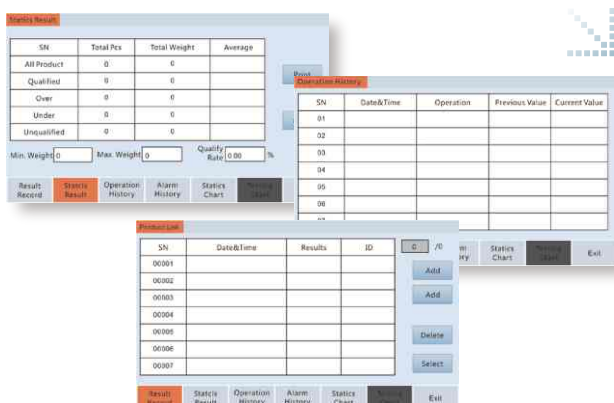 Statics Result
SN Total Pcs Total Weight Average
All Product 0 0
Qualified 0 0
Over 0 0
Under 0 0
Unqualified 0 0
Print
Min. Weight 0 Max. Weight 0 Qualify Rate 0.00 %
Result Record Statcis Result Operation History Alarm History Statics Chart
Operation History
SN Date&Time Operation Previous Value Current Value
01
02
03
04
05
06
Statics Chart Exit
Product List
SN Date&Time Results ID 0 /0
00001
Add
00002
00003
Add
00004
00005
Delete
00006
00007
Select
Result Record Statcis Result Operation History Alarm History Statics Chart Exit